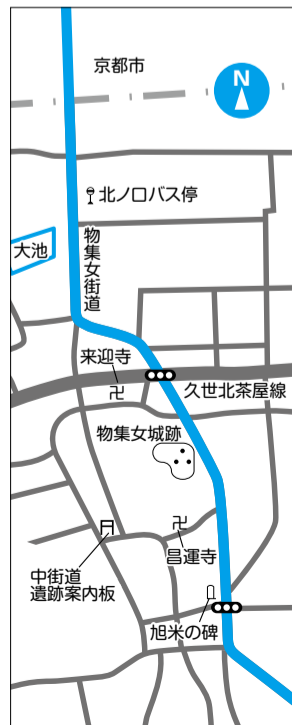 京都市
N
北ノ口バス停
物集女街道
大池
来迎寺
久世北茶屋線
物集女城跡
昌運寺
中街道
遺跡案内板
旭米の碑